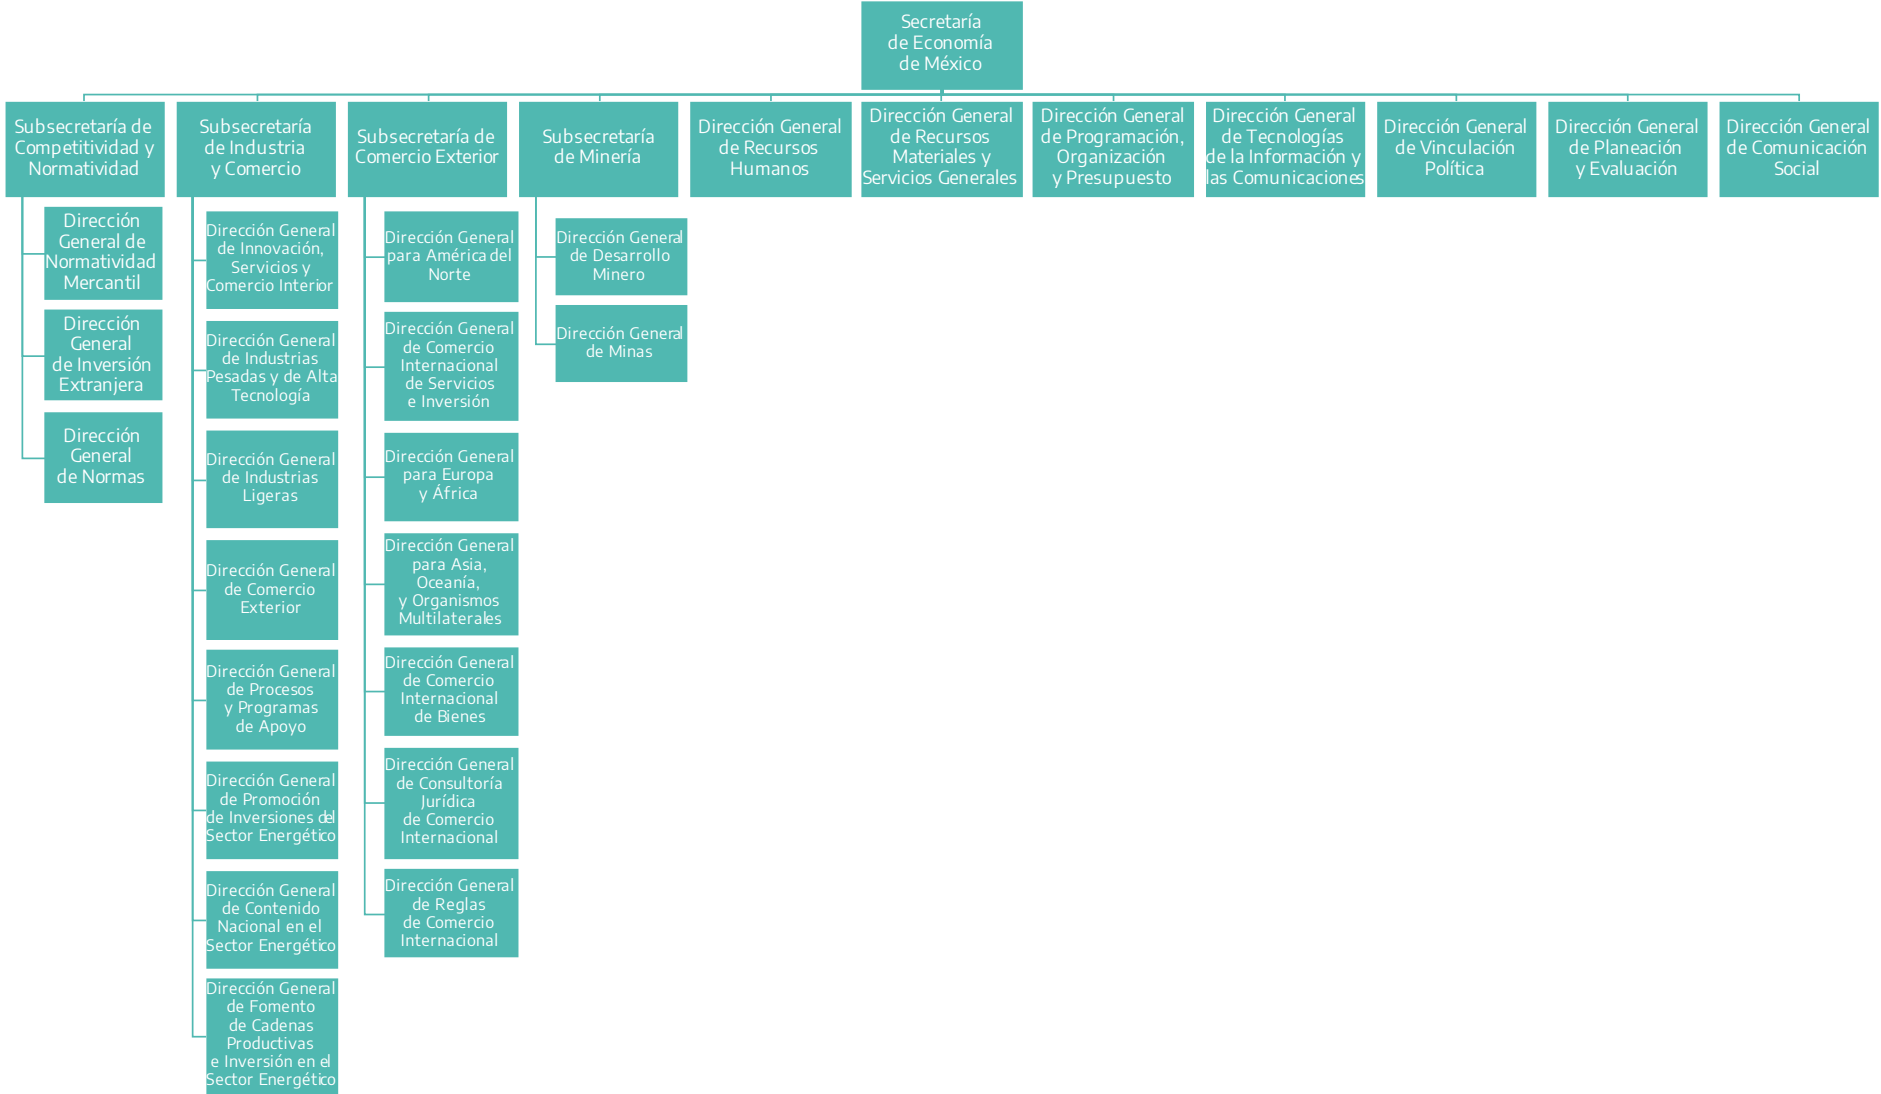 Secretaría
de Economía
de México
Subsecretaría de
Competitividad y
Normatividad
Subsecretaría
de Industria
y Comercio
Subsecretaría de
Comercio Exterior
Subsecretaría
de Minería
Dirección General
de Recursos
Humanos
Dirección General
de Recursos
Materiales y
Servicios Generales
Dirección General
de Programación,
Organización
y Presupuesto
Dirección General
de Tecnologías
de la Información y
las Comunicaciones
Dirección General
de Vinculación
Política
Dirección General
de Planeación
y Evaluación
Dirección General
de Comunicación
Social
Dirección
General de
Normatividad
Mercantil
Dirección
General
de Inversión
Extranjera
Dirección
General
de Normas
Dirección General
de Innovación,
Servicios y
Comercio Interior
Dirección General
de Industrias
Pesadas y de Alta
Tecnología
Dirección General
de Industrias
Ligeras
Dirección General
de Comercio
Exterior
Dirección General
de Procesos
y Programas
de Apoyo
Dirección General
de Promoción
de Inversiones del
Sector Energético
Dirección General
de Contenido
Nacional en el
Sector Energético
Dirección General
de Fomento
de Cadenas
Productivas
e Inversión en el
Sector Energético
Dirección General
para América del
Norte
Dirección General
de Comercio
Internacional
de Servicios
e Inversión
Dirección General
para Europa
y África
Dirección General
para Asia,
Oceanía,
y Organismos
Multilaterales
Dirección General
de Comercio
Internacional
de Bienes
Dirección General
de Consultoría
Jurídica
de Comercio
Internacional
Dirección General
de Reglas
de Comercio
Internacional
Dirección General
de Desarrollo
Minero
Dirección General
de Minas